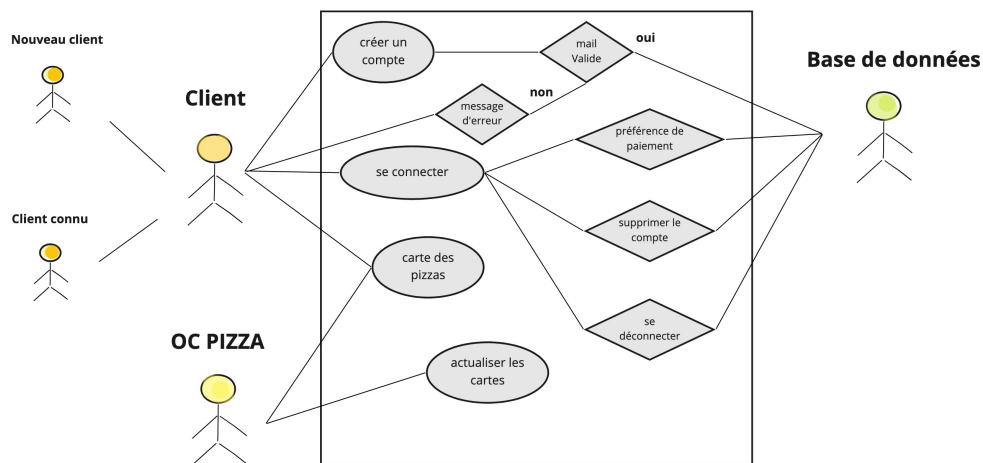 Nouveau client
Client
Client connu
OC PIZZA
créer un
compte
mail
Valide
oui
non
message
d'erreur
préférence de
paiement
se connecter
supprimer le
compte
carte des
pizzas
se
déconnecter
actualiser les
cartes
Base de données